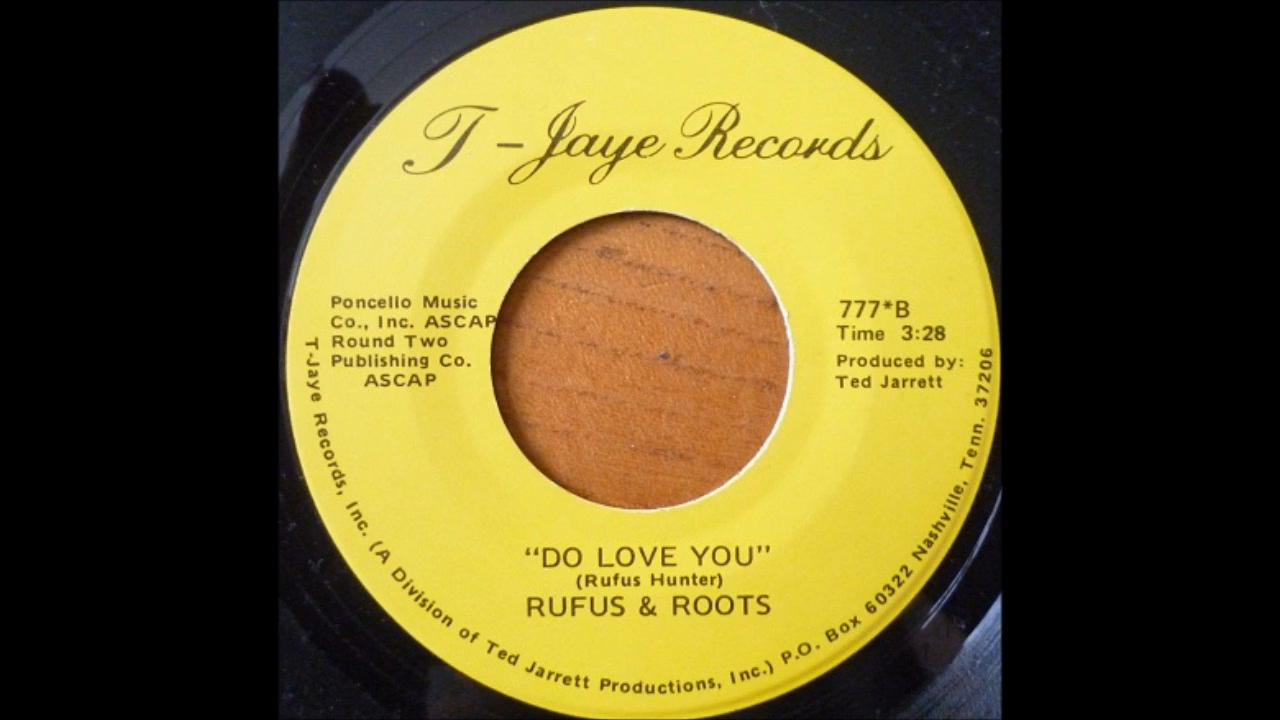 T-Jaye Records
Poncello Music
Co., Inc. ASCAP
Round Two
Publishing Co.
ASCAP
777*B
Time 3:28
Produced by:
Ted Jarrett
"DO LOVE YOU"
(Rufus Hunter)
RUFUS & ROOTS
T-Jaye Records, Inc. (A Division of Ted Jarrett Productions, Inc.) P.O. Box 60322 Nashville, Tenn. 37206